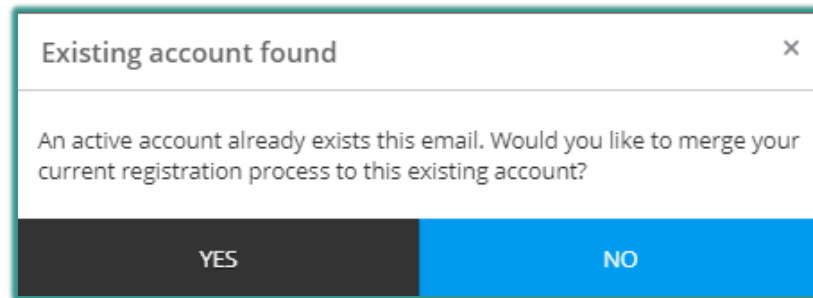 Existing account found ×
An active account already exists this email. Would you like to merge your
current registration process to this existing account?
YES NO